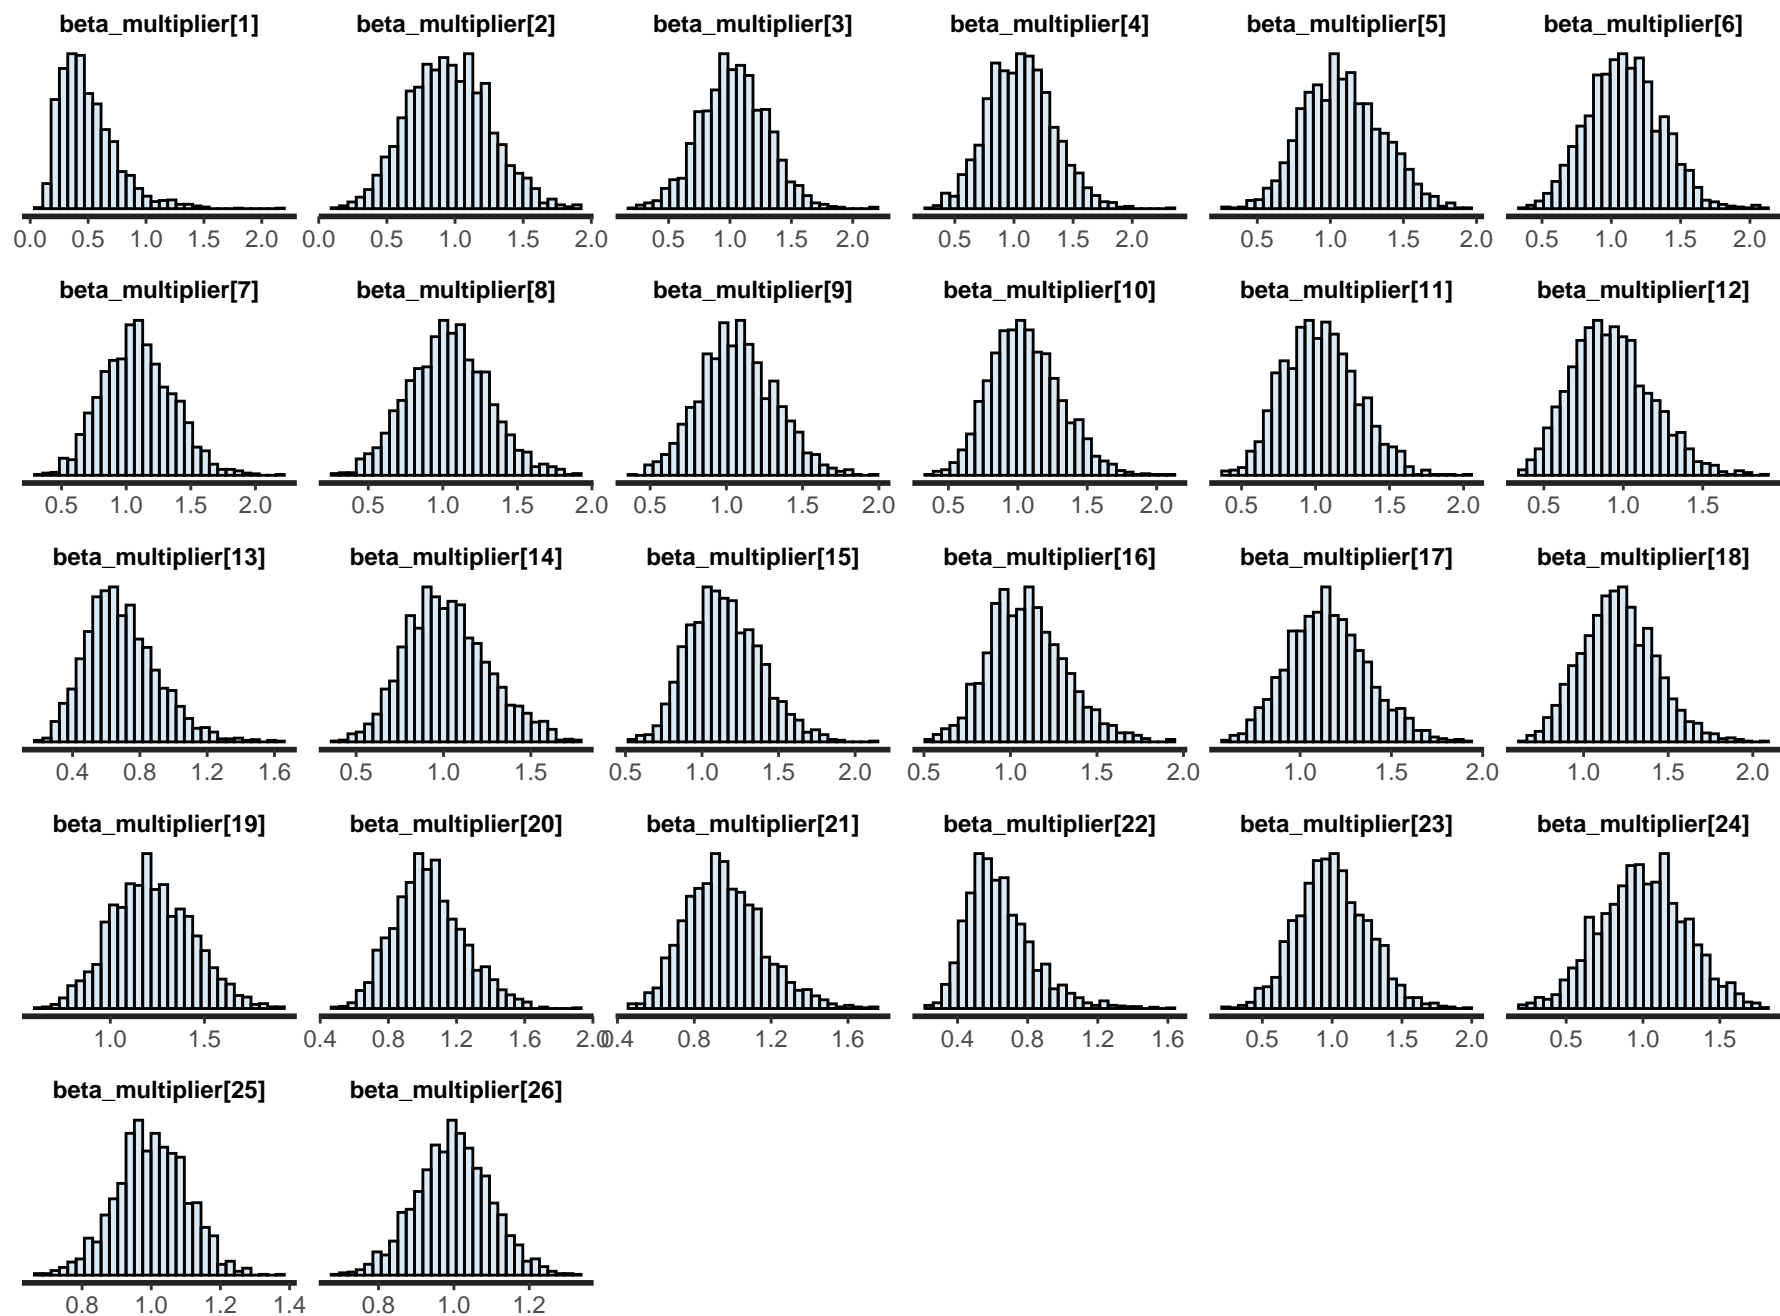 beta_multiplier[1] beta_multiplier[2] beta_multiplier[3] beta_multiplier[4] beta_multiplier[5] beta_multiplier[6]
0.0 0.5 1.0 1.5 2.0 0.0 0.5 1.0 1.5 2.0 0.5 1.0 1.5 2.0 0.5 1.0 1.5 2.0 0.5 1.0 1.5 2.0 0.5 1.0 1.5 2.0
beta_multiplier[7] beta_multiplier[8] beta_multiplier[9] beta_multiplier[10] beta_multiplier[11] beta_multiplier[12]
0.5 1.0 1.5 2.0 0.5 1.0 1.5 2.0 0.5 1.0 1.5 2.0 0.5 1.0 1.5 2.0 0.5 1.0 1.5 2.0 0.5 1.0 1.5
beta_multiplier[13] beta_multiplier[14] beta_multiplier[15] beta_multiplier[16] beta_multiplier[17] beta_multiplier[18]
0.4 0.8 1.2 1.6 0.5 1.0 1.5 0.5 1.0 1.5 2.0 0.5 1.0 1.5 2.0 1.0 1.5 2.0 1.0 1.5 2.0
beta_multiplier[19] beta_multiplier[20] beta_multiplier[21] beta_multiplier[22] beta_multiplier[23] beta_multiplier[24]
1.0 1.5 0.4 0.8 1.2 1.6 2.0 0.4 0.8 1.2 1.6 0.4 0.8 1.2 1.6 0.5 1.0 1.5 2.0 0.5 1.0 1.5
beta_multiplier[25] beta_multiplier[26]
0.8 1.0 1.2 1.4 0.8 1.0 1.2